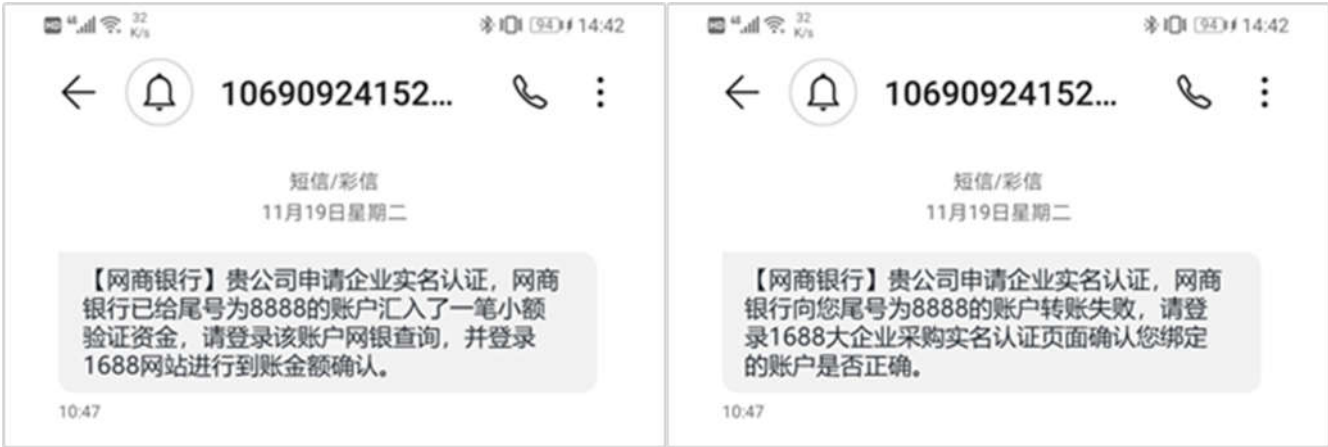 HD 4G 32 K/s 94 14:42
10690924152...
短信/彩信
11月19日星期二
【网商银行】贵公司申请企业实名认证，网商
银行已给尾号为8888的账户汇入了一笔小额
验证资金，请登录该账户网银查询，并登录
1688网站进行到账金额确认。
10:47
HD 4G 32 K/s 94 14:42
10690924152...
短信/彩信
11月19日星期二
【网商银行】贵公司申请企业实名认证，网商
银行向您尾号为8888的账户转账失败，请登
录1688大企业采购实名认证页面确认您绑定
的账户是否正确。
10:47